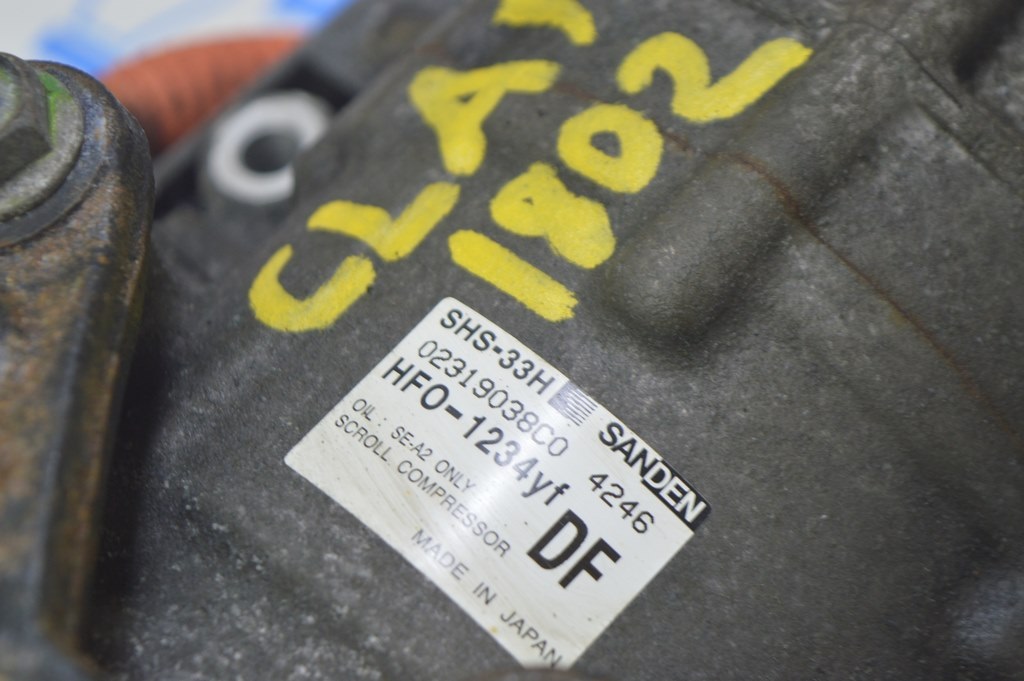 CLA
1802
SHS-33H SANDEN
02319038C0 4246
HFO-1234yf
OIL: SE-A2 ONLY
SCROLL COMPRESSOR
DF
MADE IN JAPAN